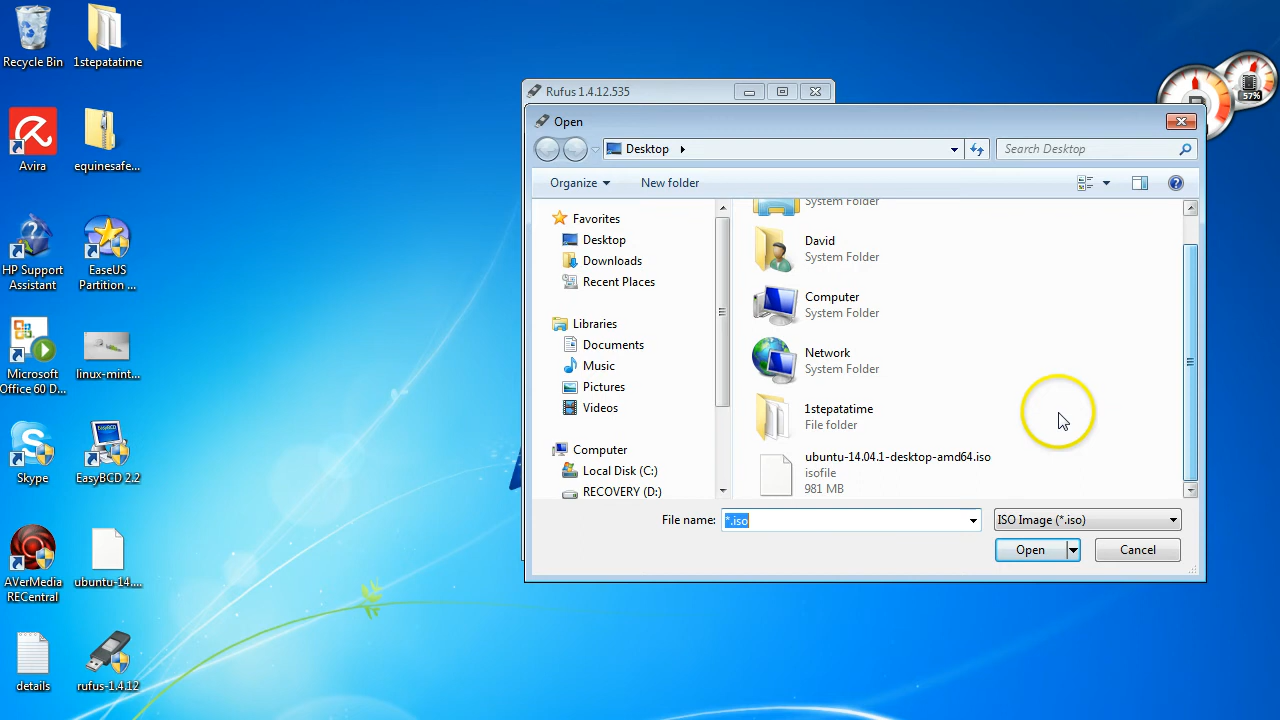 Recycle Bin
1stepatatime
Avira
equinesafe...
HP Support
Assistant
EaseUS
Partition ...
Microsoft
Office 60 D...
linux-mint...
Skype
EasyBCD 2.2
AVerMedia
RECentral
ubuntu-14....
details
rufus-1.4.12
57%
Rufus 1.4.12.535
Open
Desktop
Search Desktop
Organize
New folder
Favorites
Desktop
Downloads
Recent Places
Libraries
Documents
Music
Pictures
Videos
Computer
Local Disk (C:)
RECOVERY (D:)
System Folder
David
System Folder
Computer
System Folder
Network
System Folder
1stepatatime
File folder
ubuntu-14.04.1-desktop-amd64.iso
isofile
981 MB
File name:
*.iso
ISO Image (*.iso)
Open
Cancel